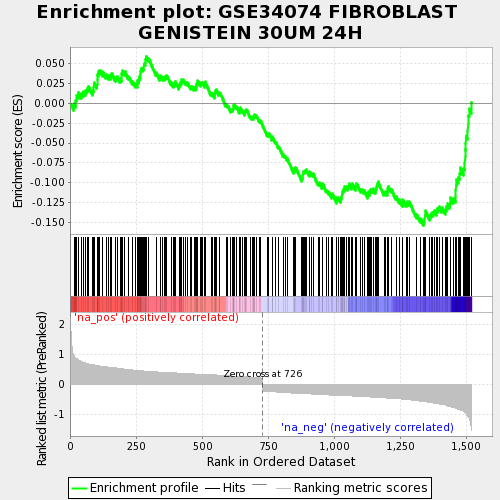 Enrichment plot: GSE34074 FIBROBLAST
GENISTEIN 30UM 24H
Enrichment score (ES)
0.050
0.025
0.000
-0.025
-0.050
-0.075
-0.100
-0.125
-0.150
'na_pos' (positively correlated)
Ranked list metric (PreRanked)
2
1
0
-1
Zero cross at 726
'na_neg' (negatively correlated)
0
250
500
750
1,000
1,250
1,500
Rank in Ordered Dataset
Enrichment profile
Hits
Ranking metric scores